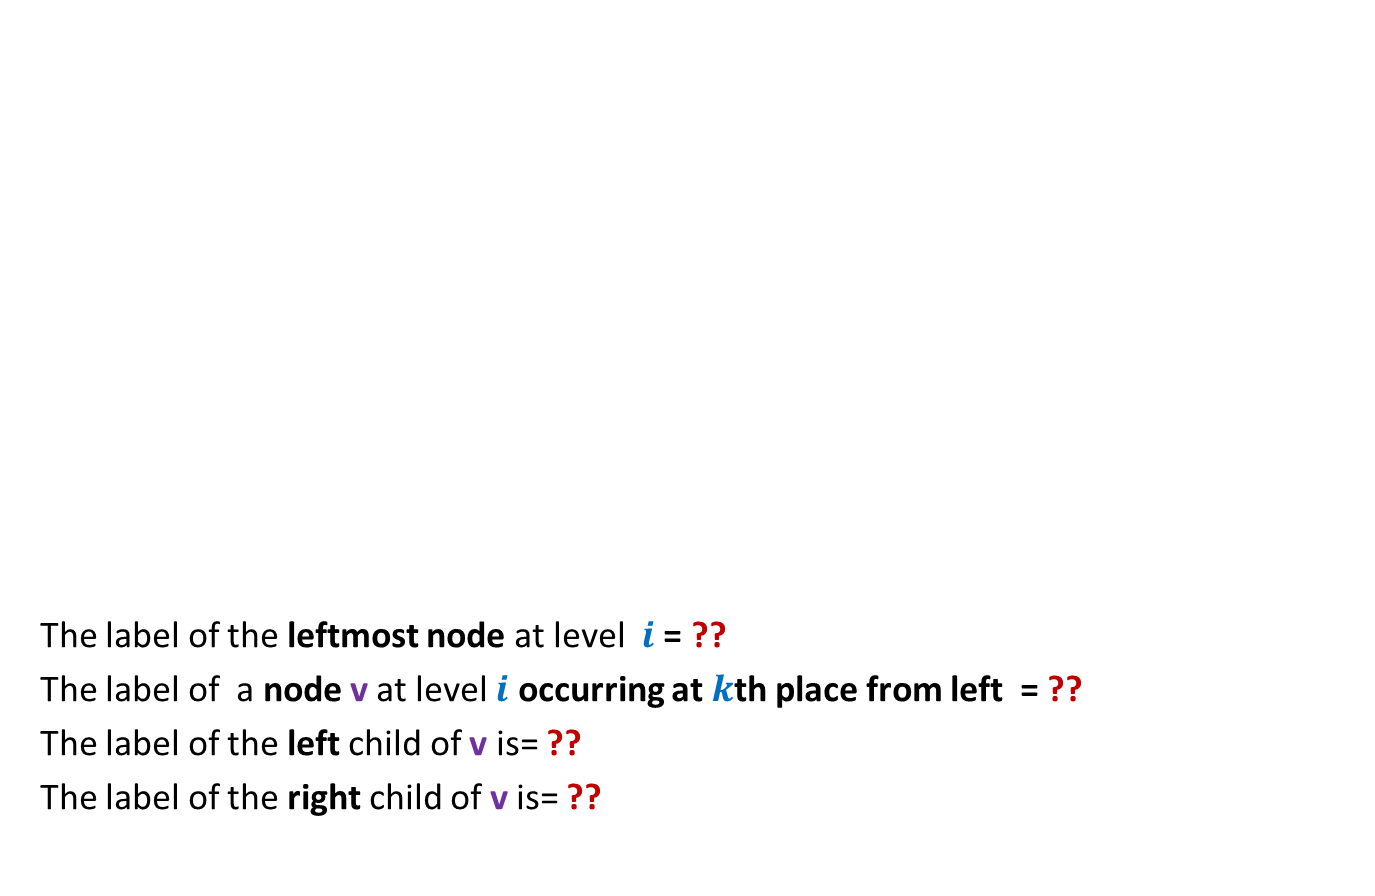 The label of the leftmost node at level i = ??
The label of a node v at level i occurring at kth place from left = ??
The label of the left child of v is= ??
The label of the right child of v is= ??